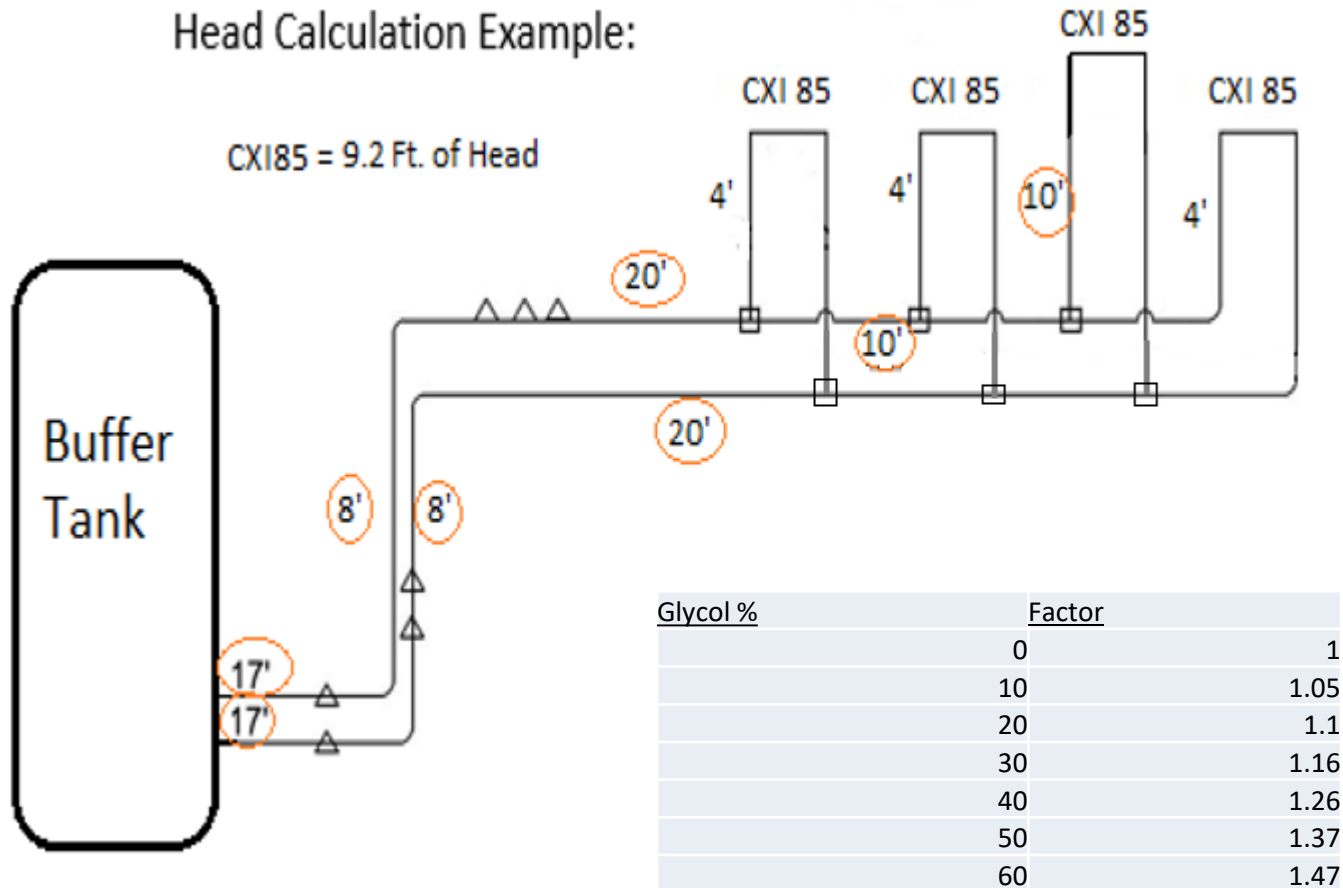 Head Calculation Example:
CXI 85
CXI 85
CXI 85
CXI 85
CXI85 = 9.2 Ft. of Head
4'
4'
10'
4'
20'
10'
20'
Buffer
Tank
8'
8'
17'
17'
Glycol % Factor
0 1
10 1.05
20 1.1
30 1.16
40 1.26
50 1.37
60 1.47